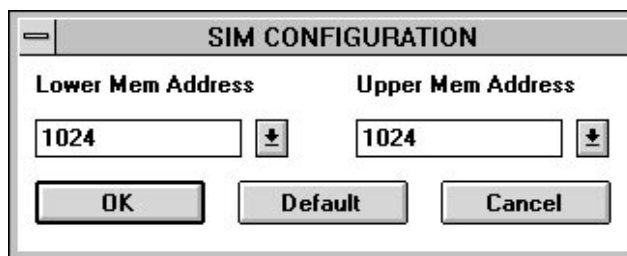 SIM CONFIGURATION
Lower Mem Address Upper Mem Address
1024 1024
OK Default Cancel